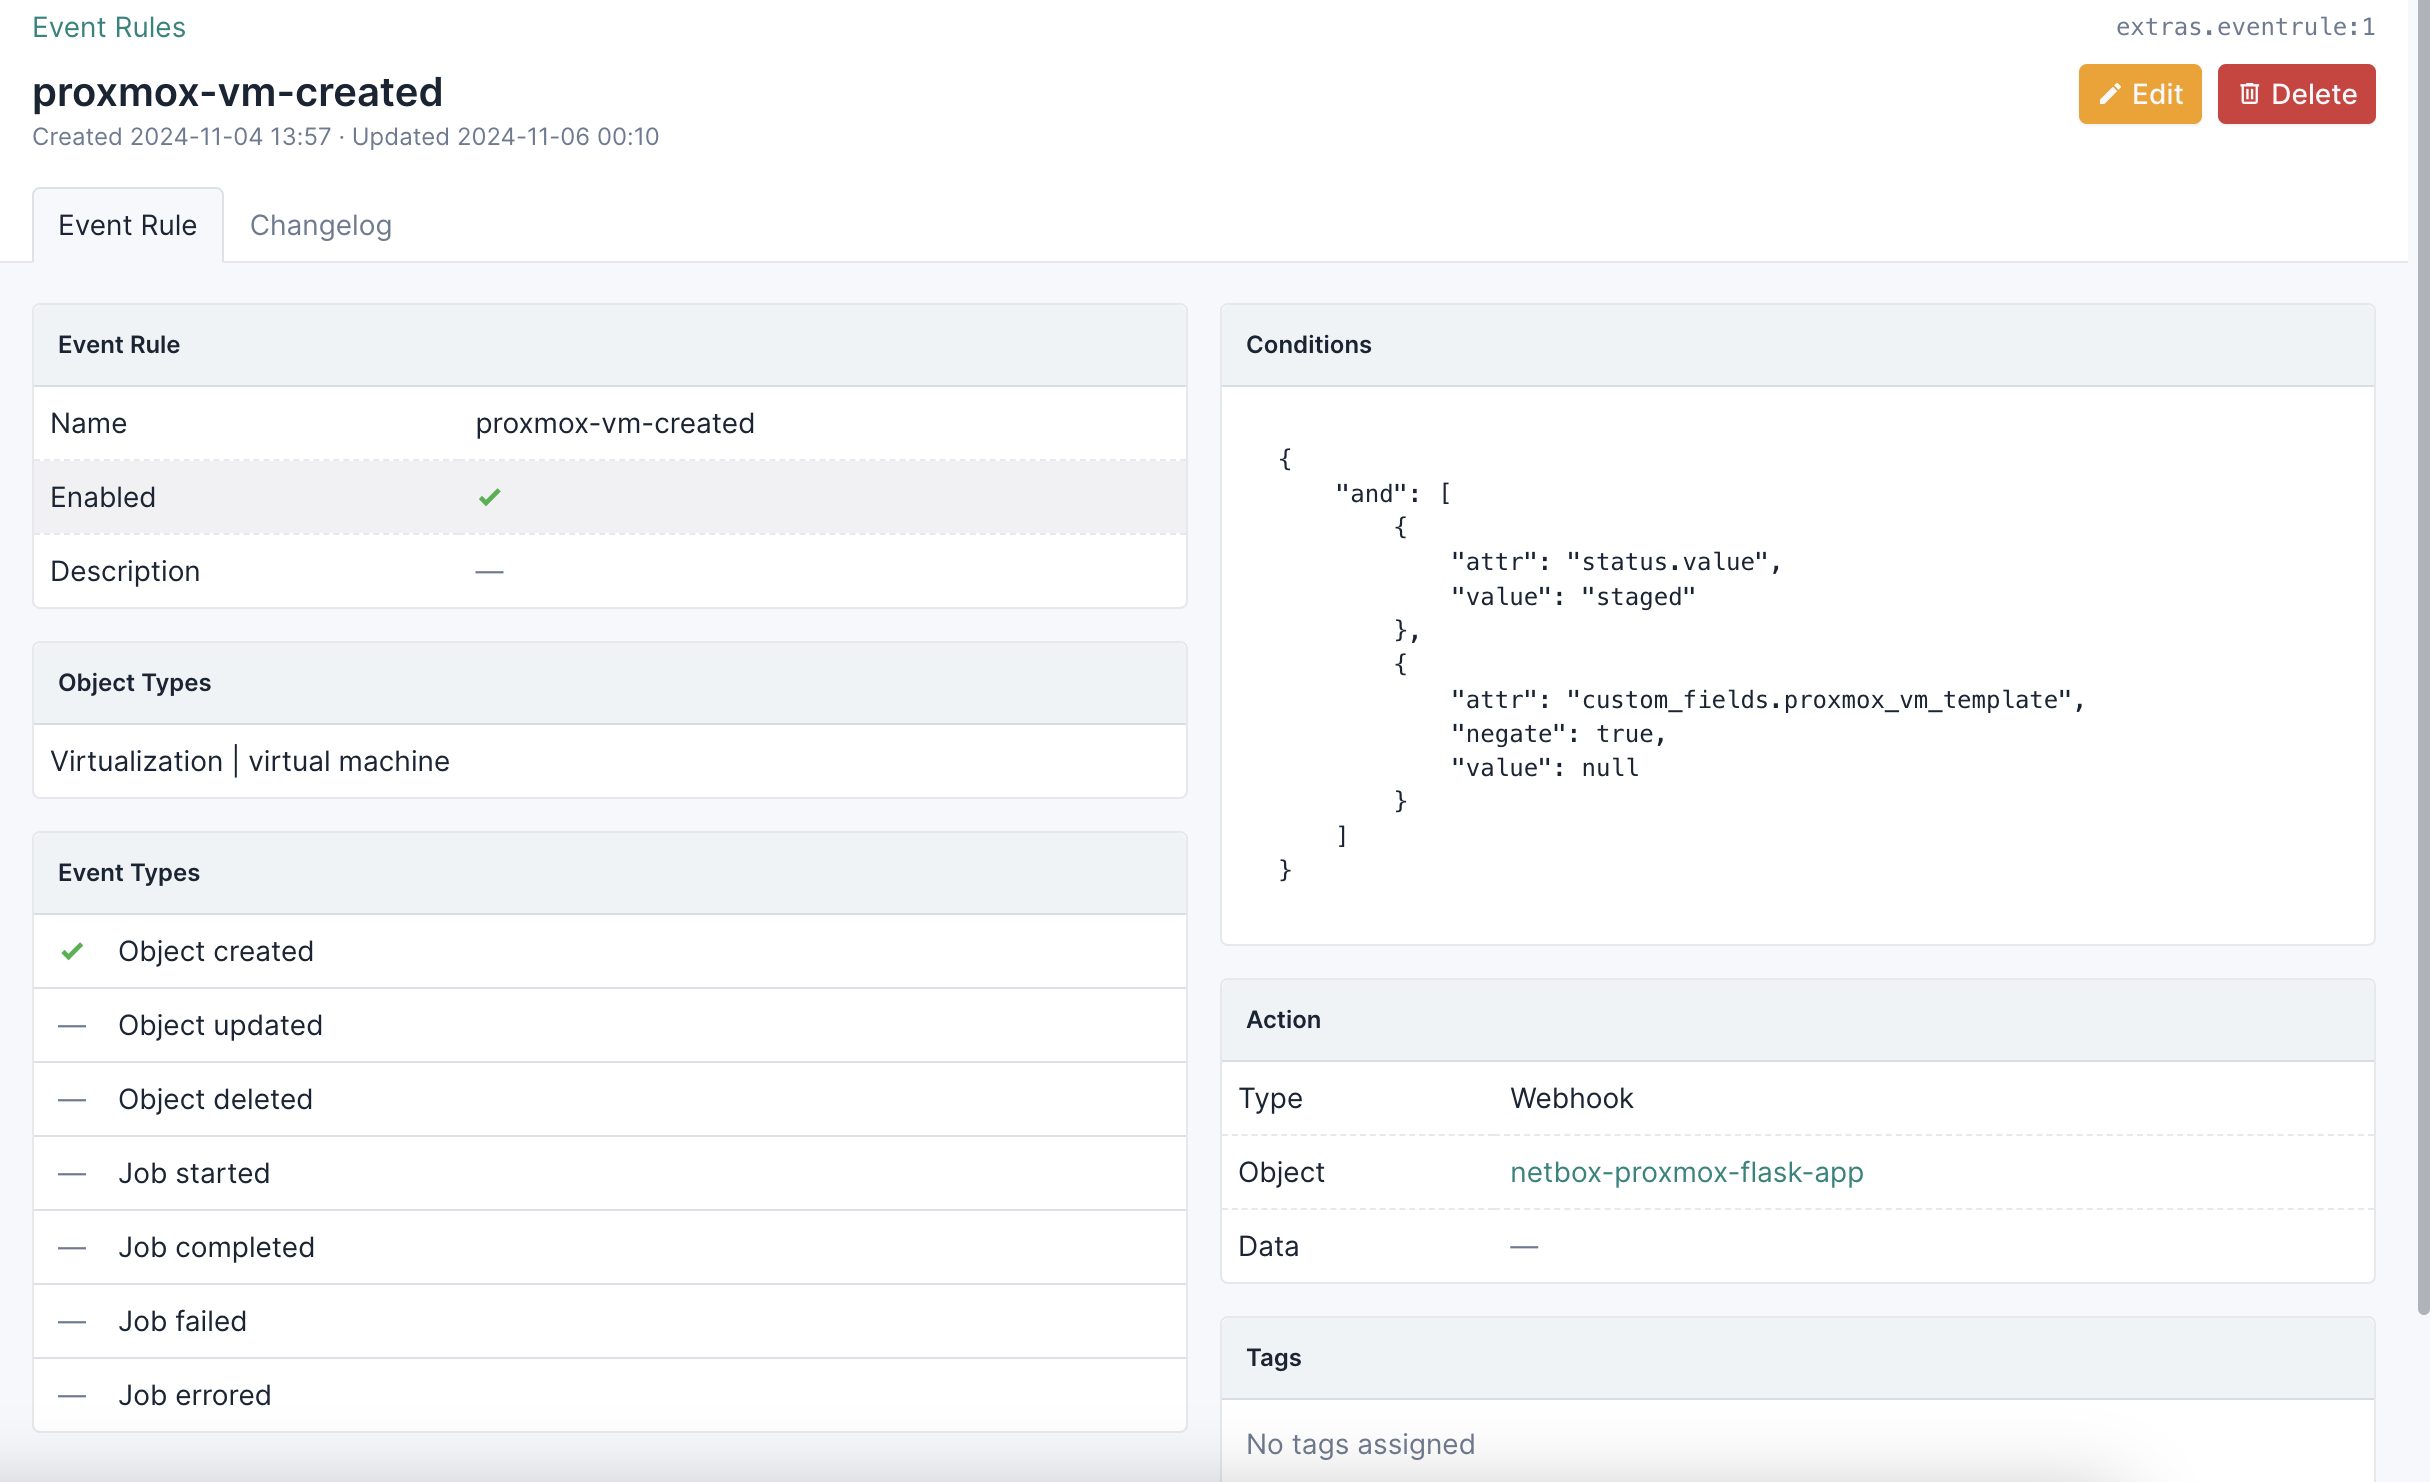 Event Rules
extras.eventrule:1
proxmox-vm-created
Edit
Delete
Created 2024-11-04 13:57 · Updated 2024-11-06 00:10
Event Rule
Changelog
Event Rule
Name proxmox-vm-created
Enabled
Description —
Object Types
Virtualization | virtual machine
Event Types
Object created
— Object updated
— Object deleted
— Job started
— Job completed
— Job failed
— Job errored
Conditions
{
    "and": [
        {
            "attr": "status.value",
            "value": "staged"
        },
        {
            "attr": "custom_fields.proxmox_vm_template",
            "negate": true,
            "value": null
        }
    ]
}
Action
Type Webhook
Object netbox-proxmox-flask-app
Data —
Tags
No tags assigned